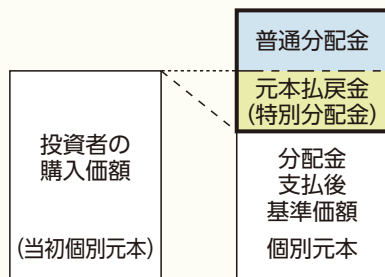 普通分配金
元本払戻金
(特別分配金)
投資者の
購入価額
(当初個別元本)
分配金
支払後
基準価額
個別元本